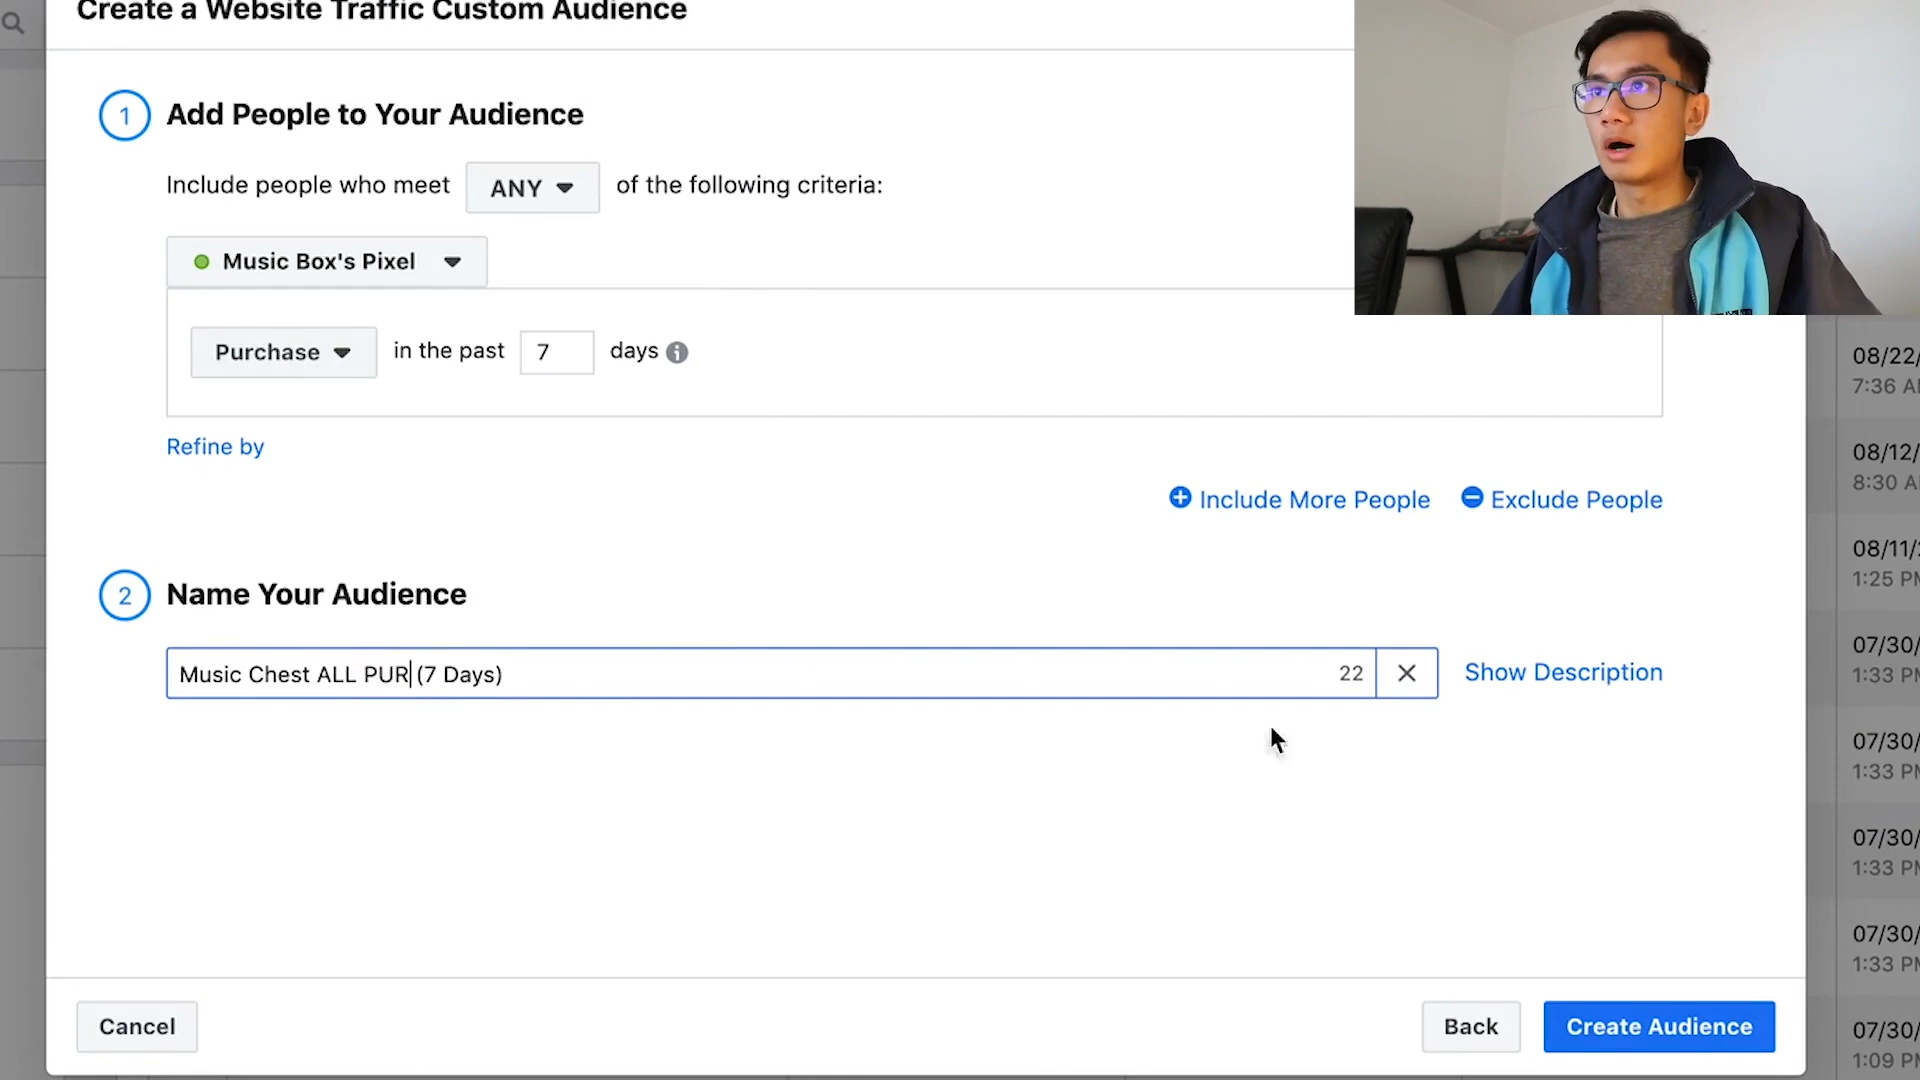 Create a Website Traffic Custom Audience
1 Add People to Your Audience
Include people who meet ANY of the following criteria:
Music Box's Pixel
Purchase in the past 7 days
Refine by
Include More People Exclude People
2 Name Your Audience
Music Chest ALL PUR (7 Days) 22 Show Description
Cancel Back Create Audience
08/22/
7:36 A
08/12/
8:30 A
08/11/
1:25 P
07/30/
1:33 P
07/30/
1:33 P
07/30/
1:33 P
07/30/
1:33 P
07/30/
1:09 P